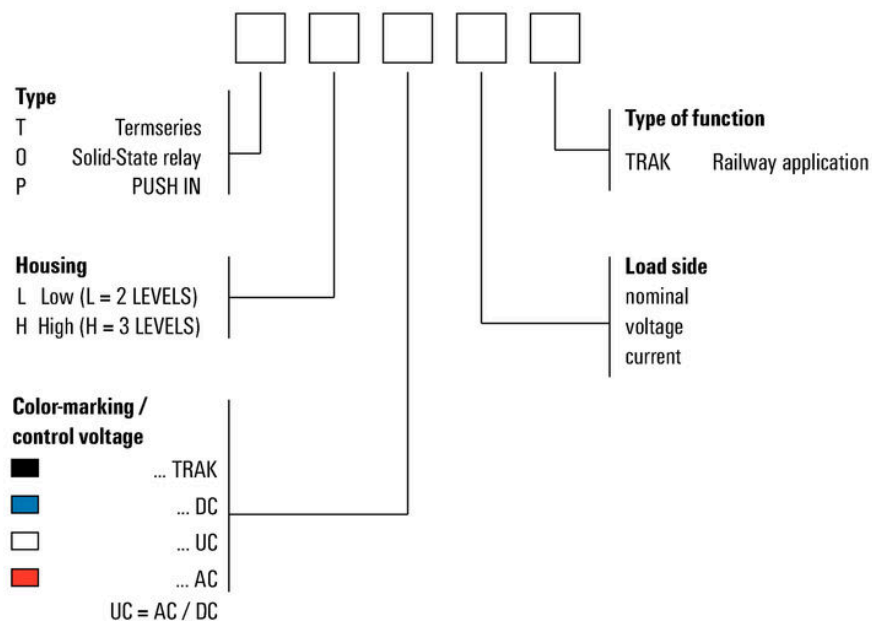 Type
T Termseries
O Solid-State relay
P PUSH IN
Housing
L Low (L = 2 LEVELS)
H High (H = 3 LEVELS)
Color-marking /
control voltage
... TRAK
... DC
... UC
... AC
UC = AC / DC
Type of function
TRAK Railway application
Load side
nominal
voltage
current